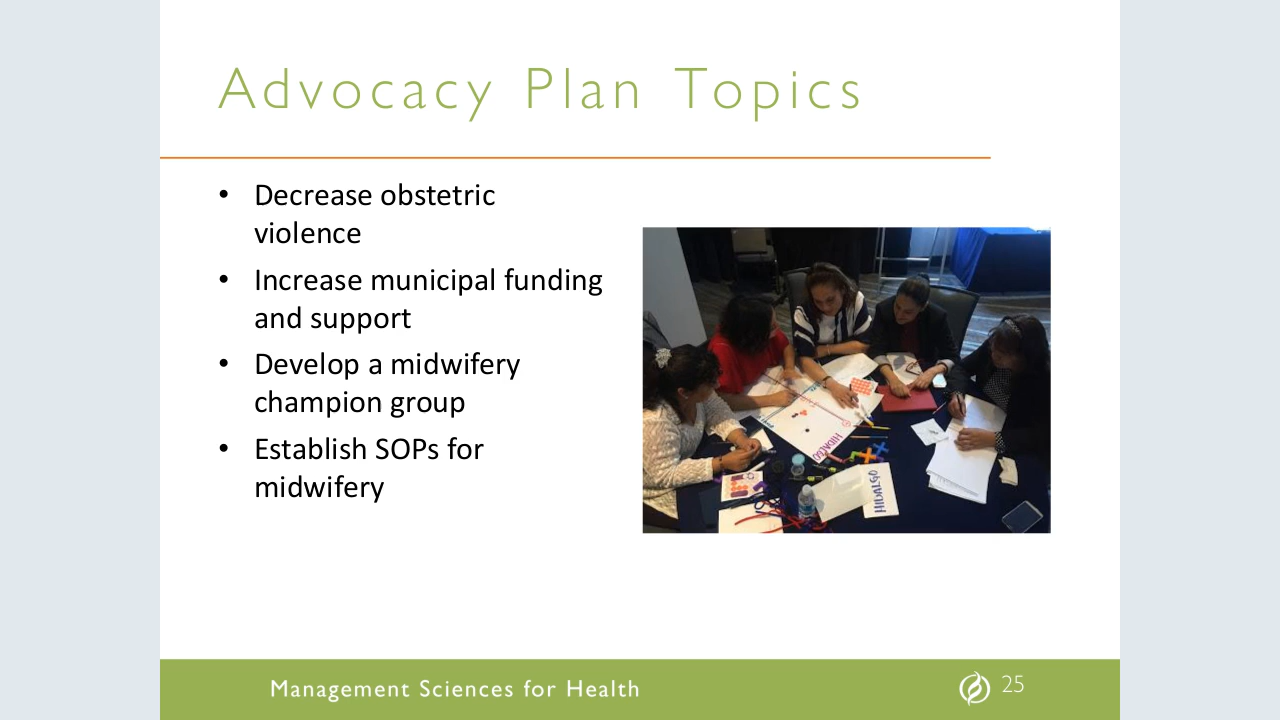 Advocacy Plan Topics
• Decrease obstetric
violence
• Increase municipal funding
and support
• Develop a midwifery
champion group
• Establish SOPs for
midwifery
HIDALGO
HIDALGO
Management Sciences for Health
25